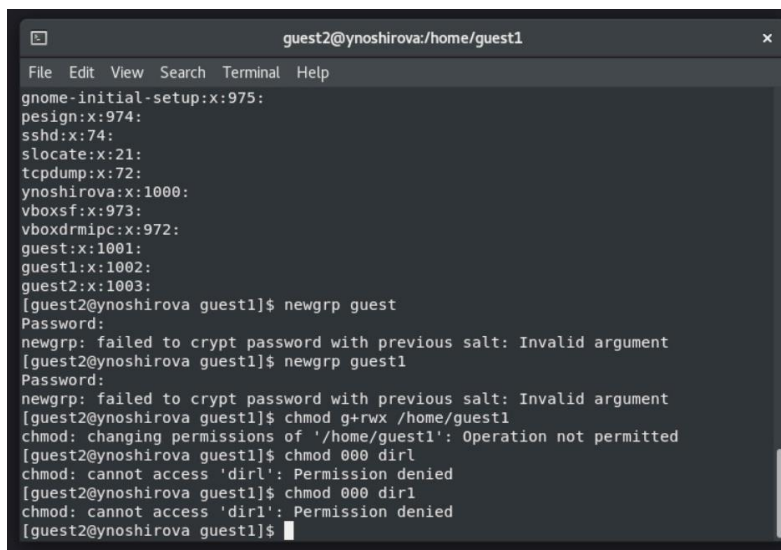 guest2@ynoshirova:/home/guest1
File Edit View Search Terminal Help
gnome-initial-setup:x:975:
pesign:x:974:
sshd:x:74:
slocate:x:21:
tcpdump:x:72:
ynoshirova:x:1000:
vboxsf:x:973:
vboxdrmipc:x:972:
guest:x:1001:
guest1:x:1002:
guest2:x:1003:
[guest2@ynoshirova guest1]$ newgrp guest
Password:
newgrp: failed to crypt password with previous salt: Invalid argument
[guest2@ynoshirova guest1]$ newgrp guest1
Password:
newgrp: failed to crypt password with previous salt: Invalid argument
[guest2@ynoshirova guest1]$ chmod g+rwx /home/guest1
chmod: changing permissions of '/home/guest1': Operation not permitted
[guest2@ynoshirova guest1]$ chmod 000 dirl
chmod: cannot access 'dirl': Permission denied
[guest2@ynoshirova guest1]$ chmod 000 dir1
chmod: cannot access 'dir1': Permission denied
[guest2@ynoshirova guest1]$